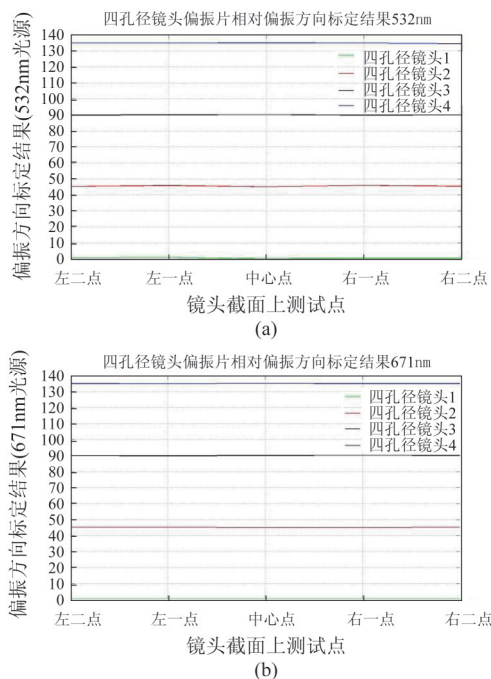 四孔径镜头偏振片相对偏振方向标定结果532nm
偏振方向标定结果(532nm光源)
140
130
120
110
100
90
80
70
60
50
40
30
20
10
0
四孔径镜头1
四孔径镜头2
四孔径镜头3
四孔径镜头4
左二点 左一点 中心点 右一点 右二点
镜头截面上测试点
(a)
四孔径镜头偏振片相对偏振方向标定结果671nm
偏振方向标定结果(671nm光源)
140
130
120
110
100
90
80
70
60
50
40
30
20
10
0
四孔径镜头1
四孔径镜头2
四孔径镜头3
四孔径镜头4
左二点 左一点 中心点 右一点 右二点
镜头截面上测试点
(b)